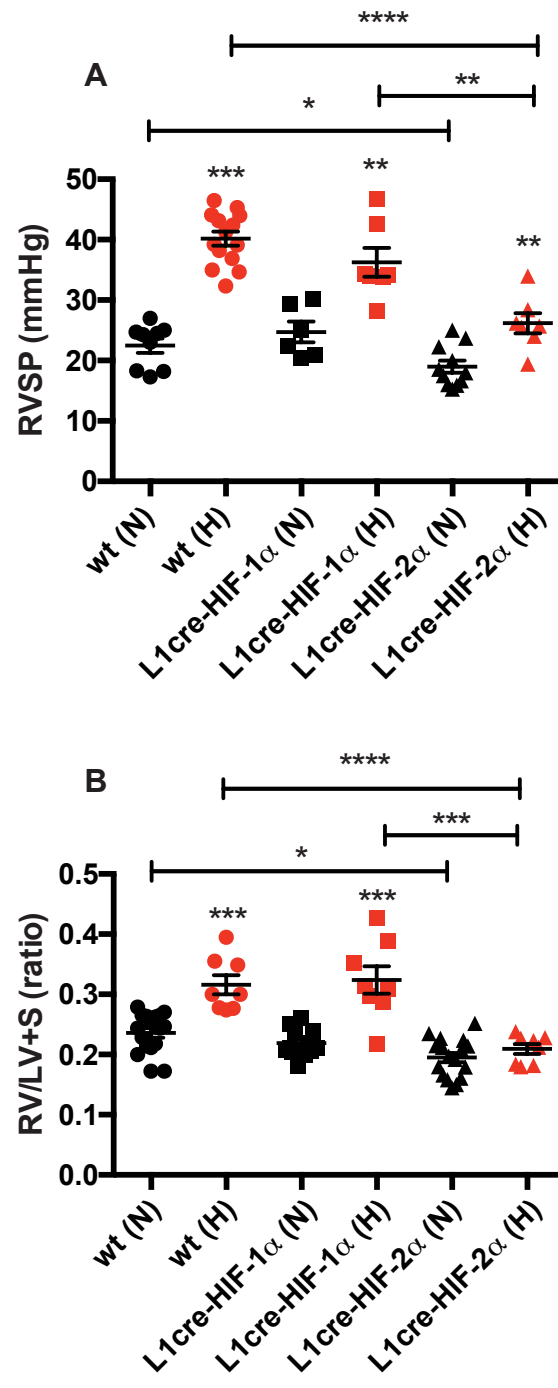 ****
A
**
*
***
**
**
50
40
30
20
10
0
RVSP (mmHg)
wt (N)
wt (H)
L1cre-HIF-1α (N)
L1cre-HIF-1α (H)
L1cre-HIF-2α (N)
L1cre-HIF-2α (H)
****
B
***
*
***
***
0.5
0.4
0.3
0.2
0.1
0.0
RV/LV+S (ratio)
wt (N)
wt (H)
L1cre-HIF-1α (N)
L1cre-HIF-1α (H)
L1cre-HIF-2α (N)
L1cre-HIF-2α (H)